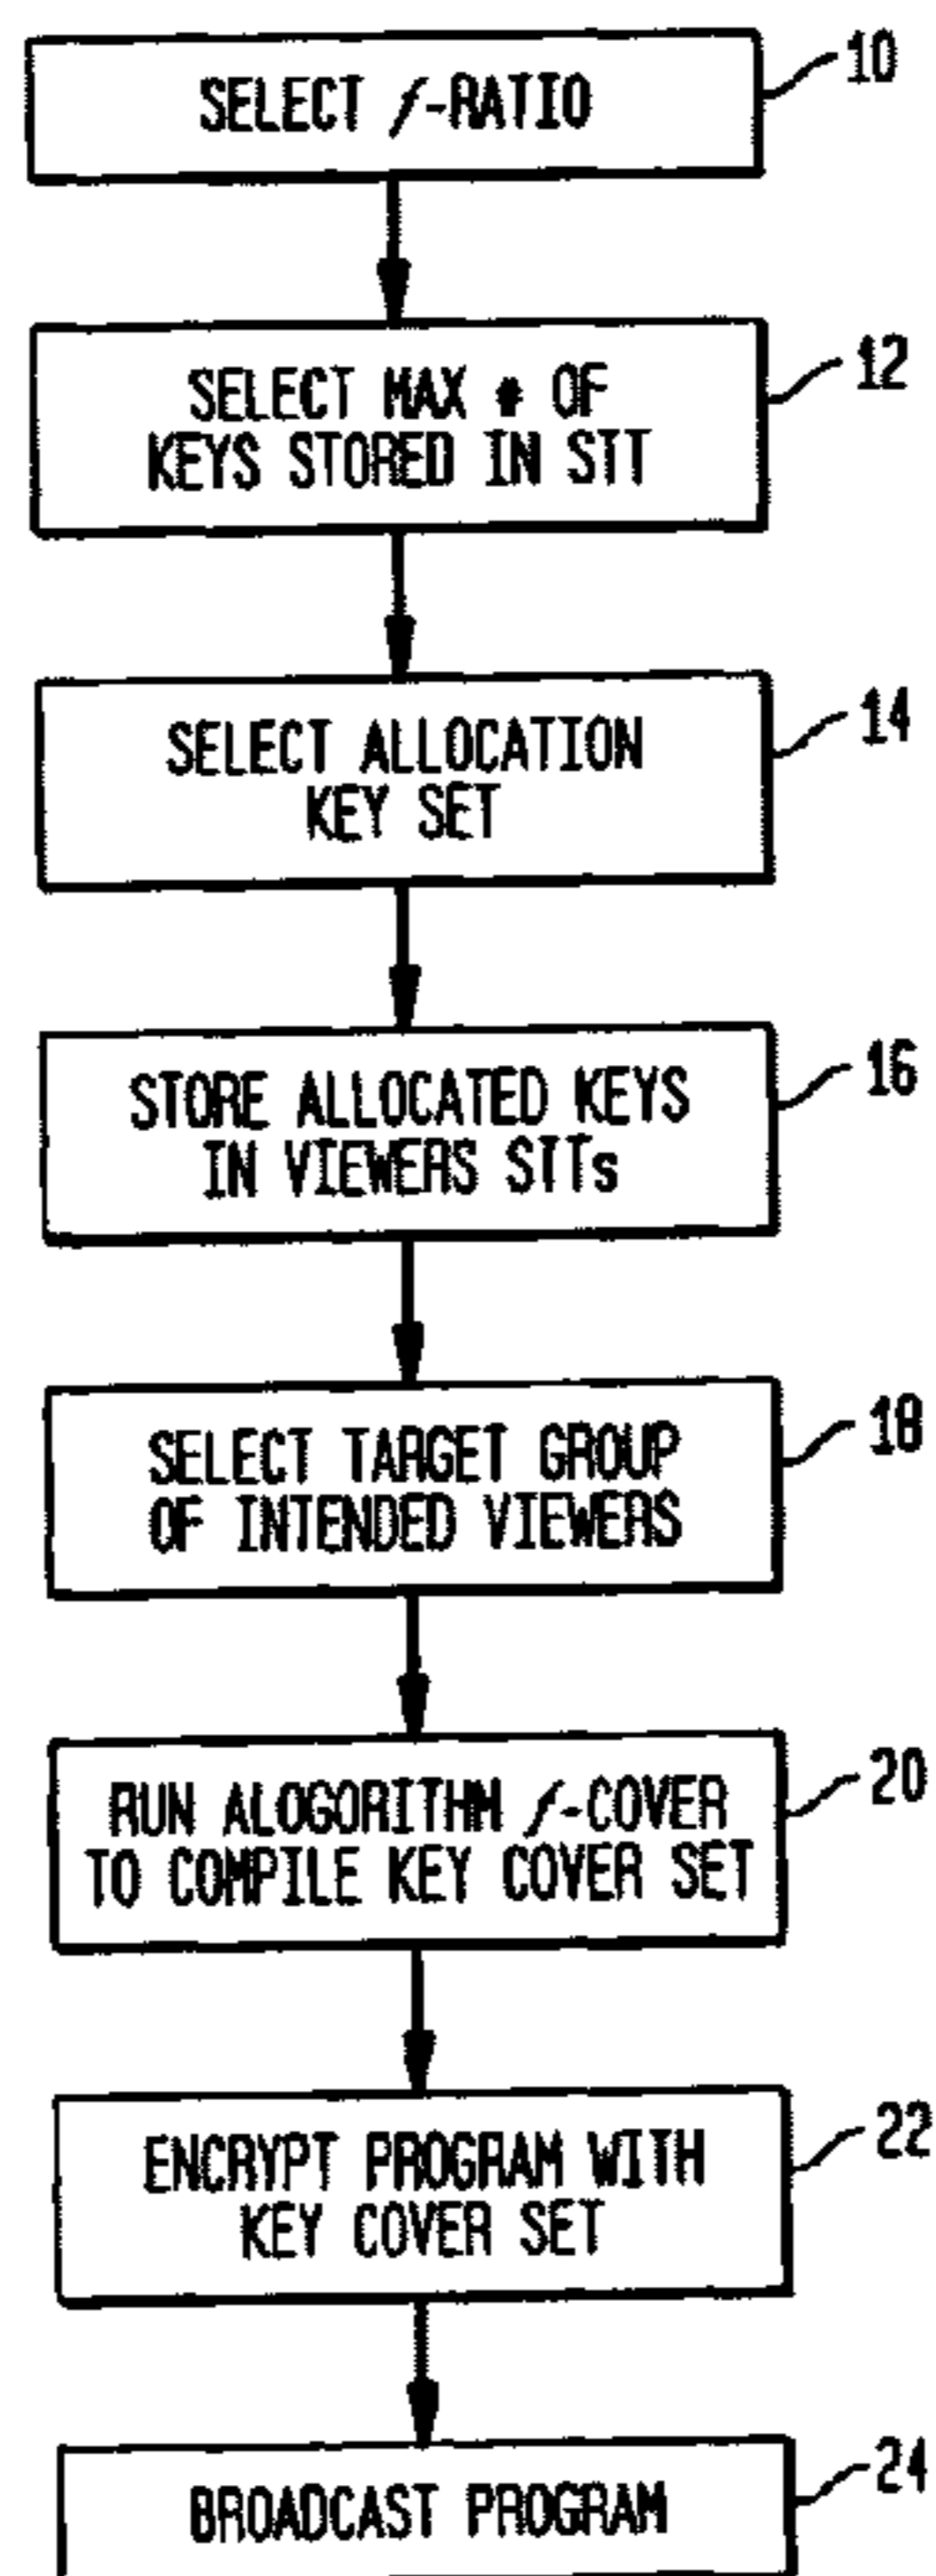 SELECT f-RATIO
10
SELECT MAX # OF
KEYS STORED IN STT
12
SELECT ALLOCATION
KEY SET
14
STORE ALLOCATED KEYS
IN VIEWERS STTs
16
SELECT TARGET GROUP
OF INTENDED VIEWERS
18
RUN ALOGORITHM f-COVER
TO COMPILE KEY COVER SET
20
ENCRYPT PROGRAM WITH
KEY COVER SET
22
BROADCAST PROGRAM
24